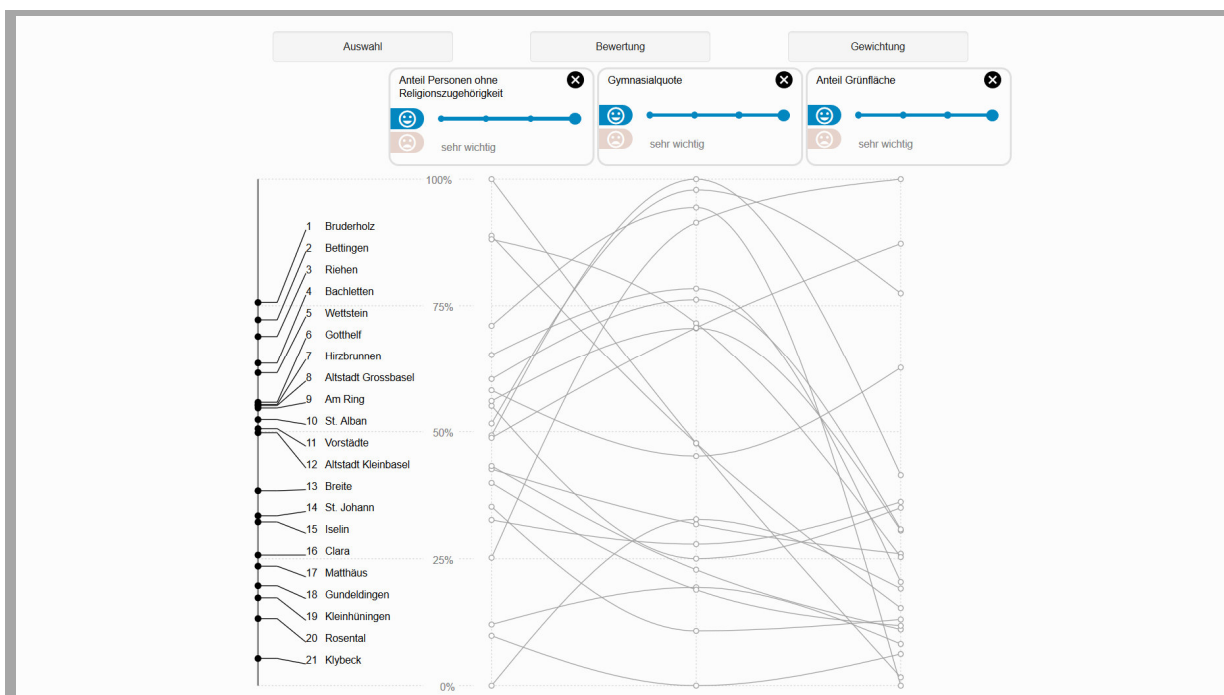 Auswahl
Bewertung
Gewichtung
Anteil Personen ohne
Religionszugehörigkeit
sehr wichtig
Gymnasialquote
sehr wichtig
Anteil Grünfläche
sehr wichtig
100%
75%
50%
25%
0%
1 Bruderholz
2 Bettingen
3 Riehen
4 Bachletten
5 Wettstein
6 Gotthelf
7 Hirzbrunnen
8 Altstadt Grossbasel
9 Am Ring
10 St. Alban
11 Vorstädte
12 Altstadt Kleinbasel
13 Breite
14 St. Johann
15 Iselin
16 Clara
17 Matthäus
18 Gundeldingen
19 Kleinhüningen
20 Rosental
21 Klybeck